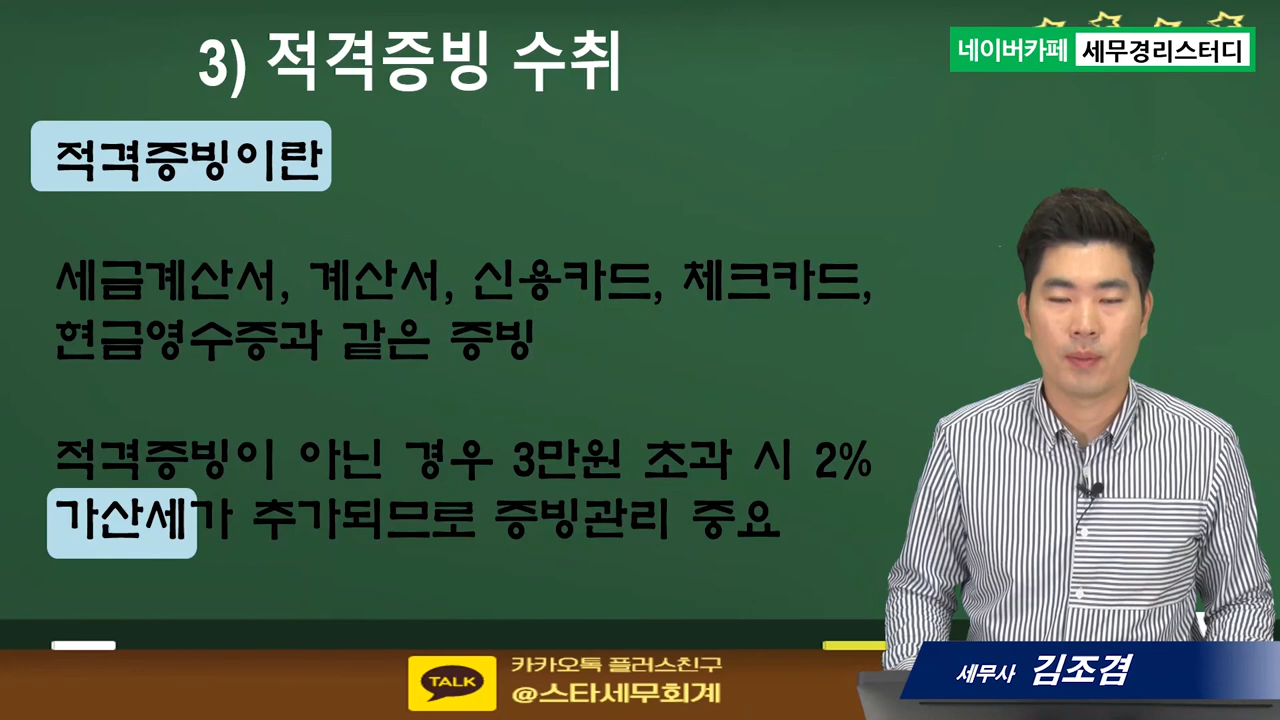 3) 적격증빙 수취
네이버카페 세무경리스터디
적격증빙이란
세금계산서, 계산서, 신용카드, 체크카드,
현금영수증과 같은 증빙
적격증빙이 아닌 경우 3만원 초과 시 2%
가산세가 추가되므로 증빙관리 중요
TALK
카카오톡 플러스친구
@스타세무회계
세무사 김조겸